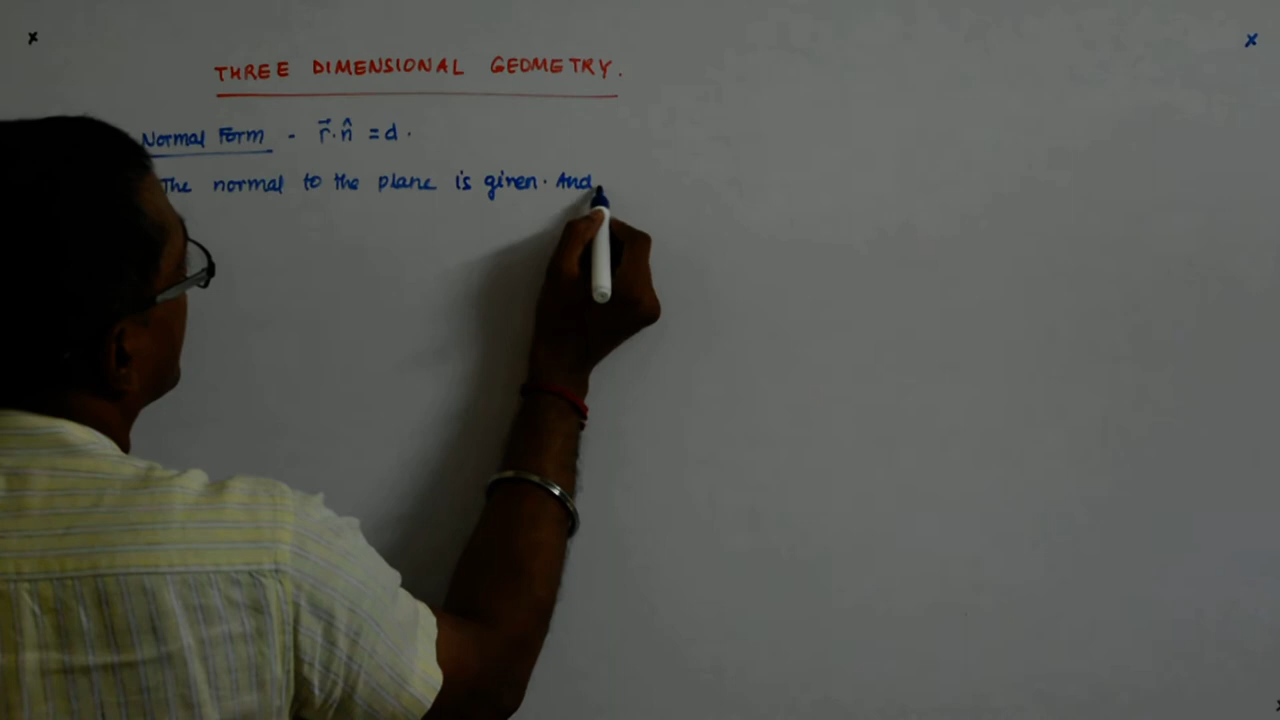 x x
THREE DIMENSIONAL GEOMETRY.
Normal Form - r⃗·n̂ = d.
The normal to the plane is given. And